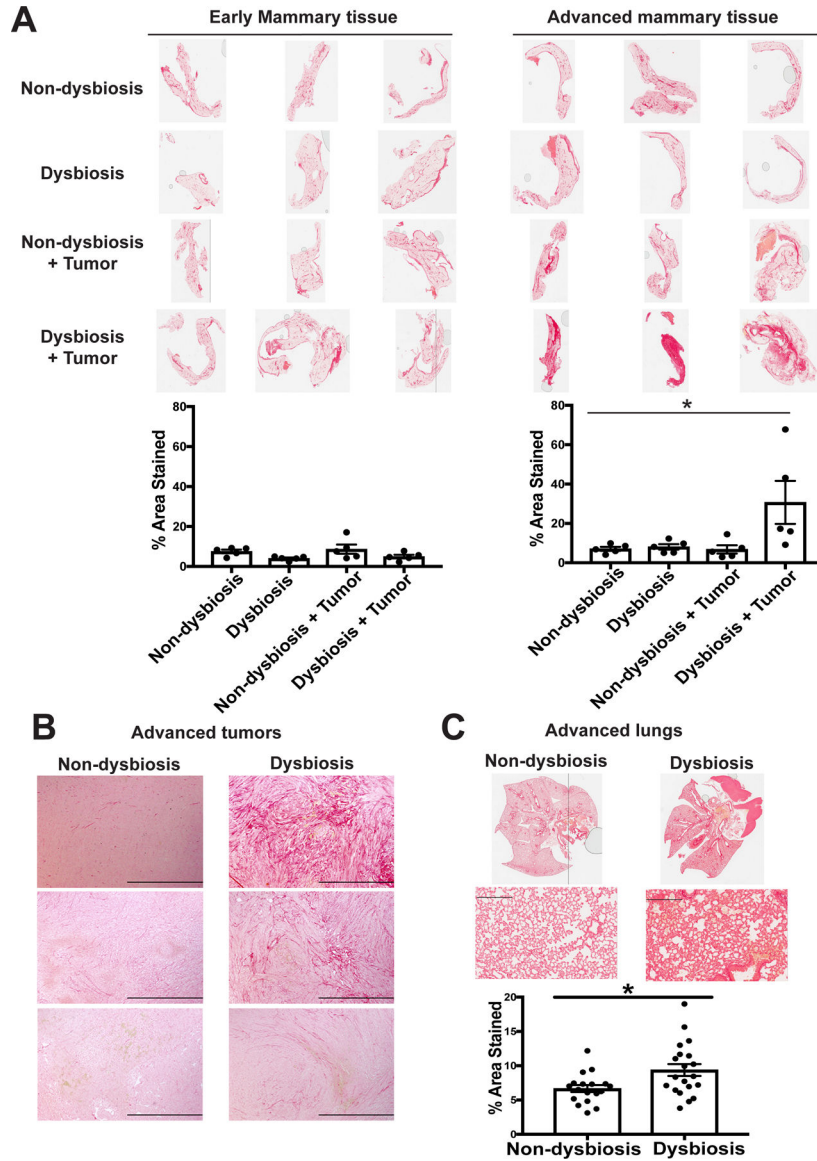 A
Early Mammary tissue
Advanced mammary tissue
Non-dysbiosis
Dysbiosis
Non-dysbiosis
+ Tumor
Dysbiosis
+ Tumor
% Area Stained
80
60
40
20
0
Non-dysbiosis
Dysbiosis
Non-dysbiosis + Tumor
Dysbiosis + Tumor
% Area Stained
80
60
40
20
0
*
Non-dysbiosis
Dysbiosis
Non-dysbiosis + Tumor
Dysbiosis + Tumor
B
Advanced tumors
Non-dysbiosis
Dysbiosis
C
Advanced lungs
Non-dysbiosis
Dysbiosis
% Area Stained
20
15
10
5
0
*
Non-dysbiosis
Dysbiosis